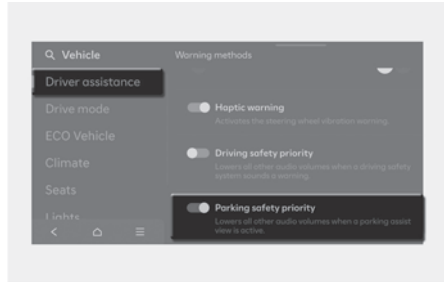 Vehicle
Warning methods
Driver assistance
Drive mode
ECO Vehicle
Climate
Seats
Lights
Haptic warning
Activates the steering wheel vibration warning.
Driving safety priority
Lowers all other audio volumes when a driving safety
system sounds a warning.
Parking safety priority
Lowers all other audio volumes when a parking assist
view is active.